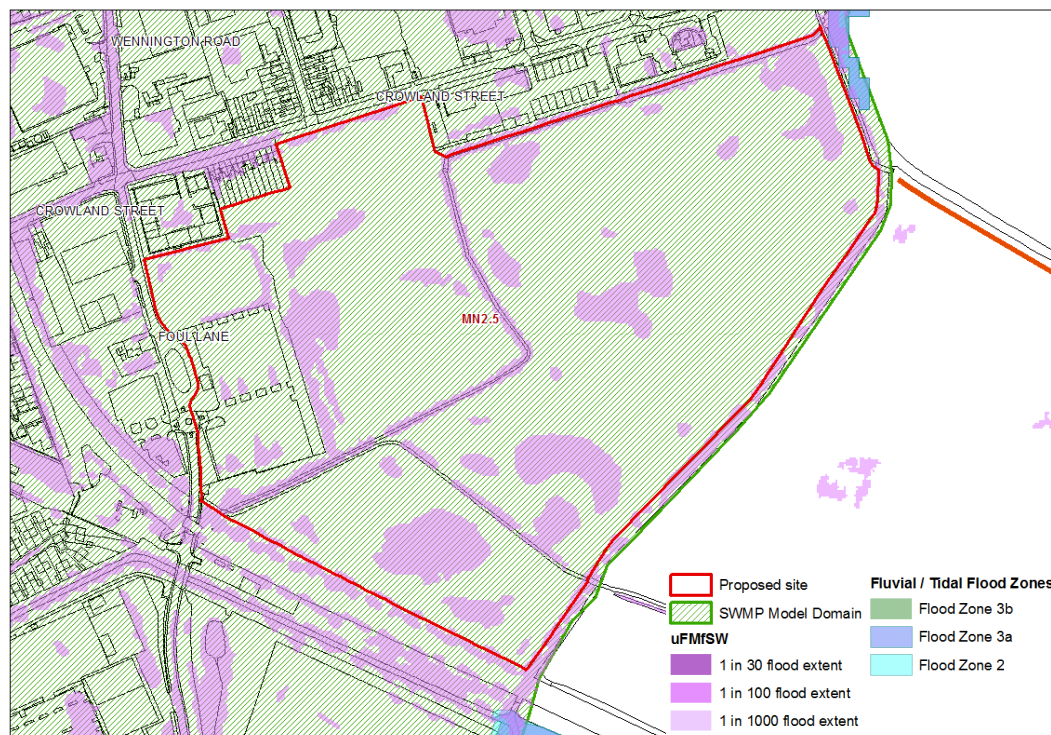 WENNINGTON ROAD
CROWLAND STREET
CROWLAND STREET
MN2.5
FOUL LANE
Proposed site
SWMP Model Domain
uFMfSW
1 in 30 flood extent
1 in 100 flood extent
1 in 1000 flood extent
Fluvial / Tidal Flood Zones
Flood Zone 3b
Flood Zone 3a
Flood Zone 2